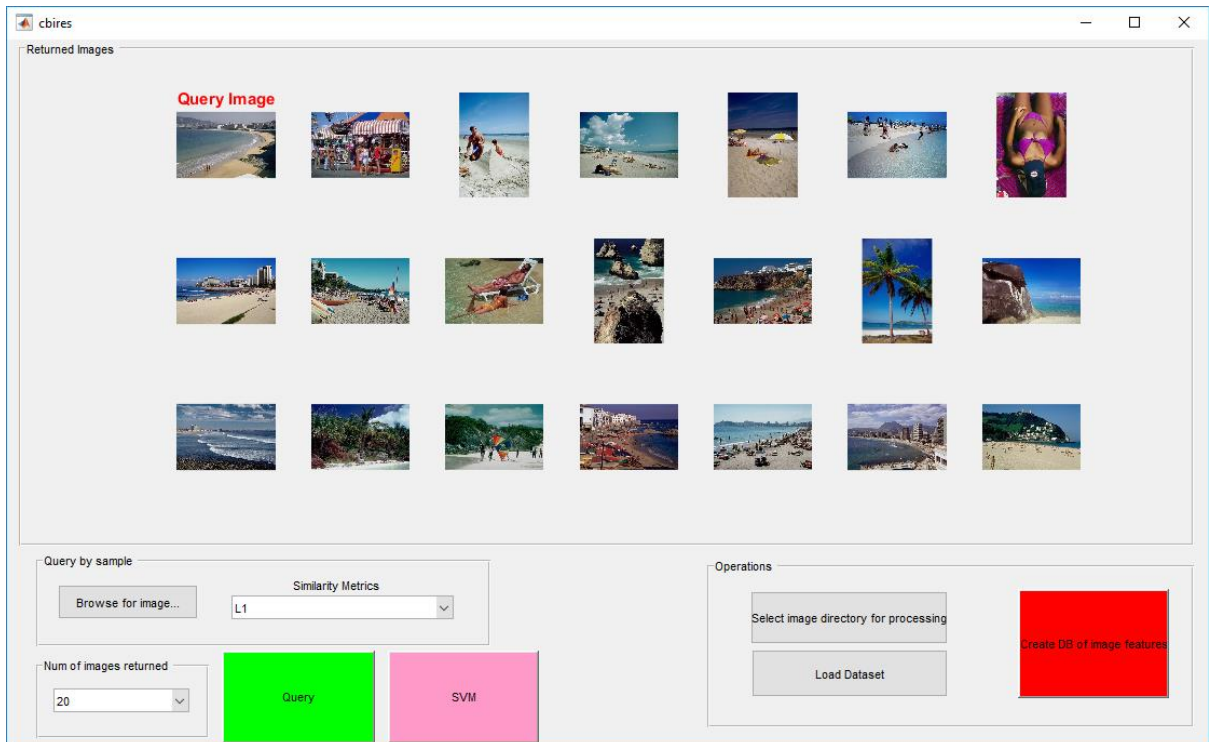 cbires
Returned Images
Query Image
Query by sample
Browse for image...
Similarity Metrics
L1
Num of images returned
20
Query
SVM
Operations
Select image directory for processing
Load Dataset
Create DB of image features